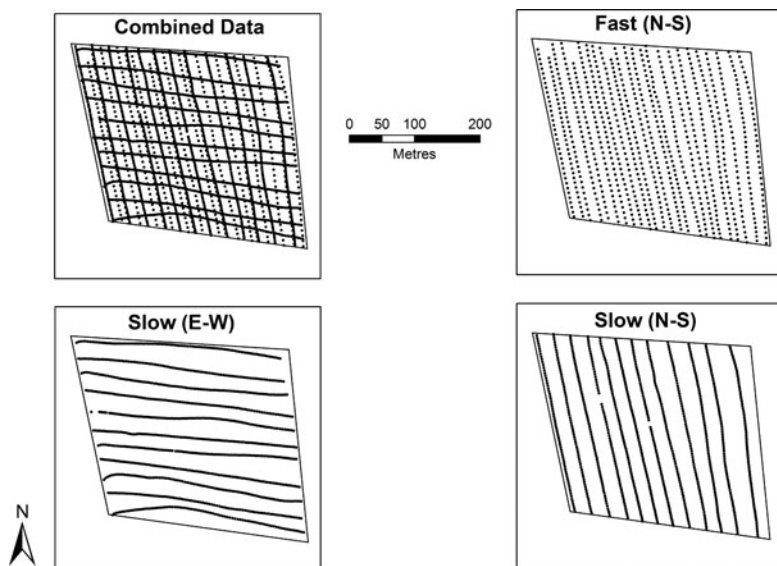 Combined Data
Fast (N-S)
0 50 100 200
Metres
Slow (E-W)
Slow (N-S)
N